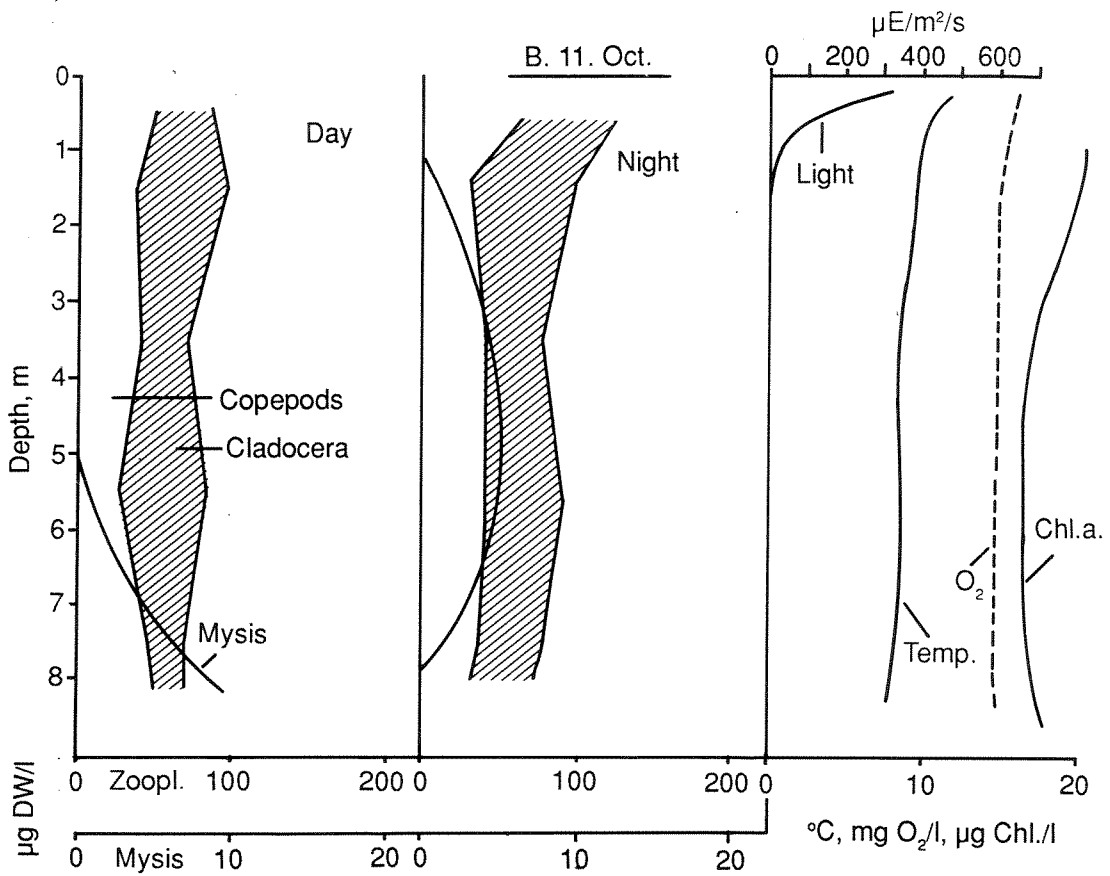 µE/m²/s
B. 11. Oct.
0 200 400 600
0
Day
1
Night
Light
2
3
4
Copepods
Depth, m
5
Cladocera
6
Chl.a.
O₂
7
Mysis
Temp.
8
µg DW/l
0 Zoopl. 100 200 0 100 200 0 10 20
°C, mg O₂/l, µg Chl./l
0 Mysis 10 20 0 10 20